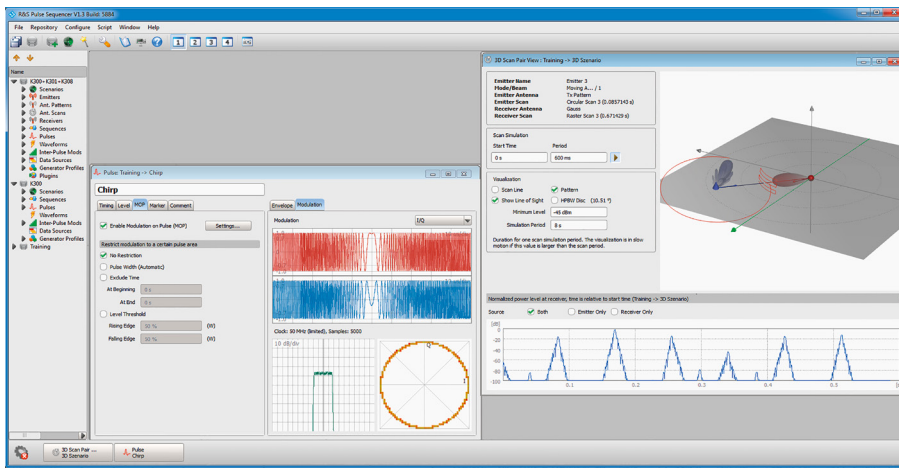 R&S Pulse Sequencer V1.3 Build: 5884
File Repository Configure Script Window Help
1 2 3 4
Name
K300+K301+K308
Scenarios
Emitters
Ant. Patterns
Ant. Scans
Receivers
Sequences
Pulses
Waveforms
Inter-Pulse Mods
Data Sources
Generator Profiles
Plugins
K300
Scenarios
Sequences
Pulses
Waveforms
Inter-Pulse Mods
Data Sources
Generator Profiles
Training
Pulse: Training -> Chirp
Chirp
Timing Level MOP Marker Comment
Enable Modulation on Pulse (MOP) Settings...
Restrict modulation to a certain pulse area
No Restriction
Pulse Width (Automatic)
Exclude Time
At Beginning 0 s
At End 0 s
Level Threshold
Rising Edge 50 % (W)
Falling Edge 50 % (W)
Envelope Modulation
Modulation I/Q
Clock: 50 MHz (limited), Samples: 5000
10 dB/div
Q
I
3D Scan Pair View : Training -> 3D Szenario
Emitter Name Emitter 3
Mode/Beam Moving A... / 1
Emitter Antenna Tx Pattern
Emitter Scan Circular Scan 3 (0.0857143 s)
Receiver Antenna Gauss
Receiver Scan Raster Scan 3 (0.671429 s)
Scan Simulation
Start Time Period
0 s 600 ms
Visualization
Scan Line Pattern
Show Line of Sight HPBW Disc (10.51 °)
Minimum Level -45 dBm
Simulation Period 8 s
Duration for one scan simulation period. The visualization is in slow
motion if this value is larger than the scan period.
Normalized power level at receiver, time is relative to start time (Training -> 3D Szenario)
Source Both Emitter Only Receiver Only
[dB]
-20
-40
-60
-80
-100
0.1 0.2 0.3 0.4 0.5
3D Scan Pair ...
3D Szenario
Pulse
Chirp